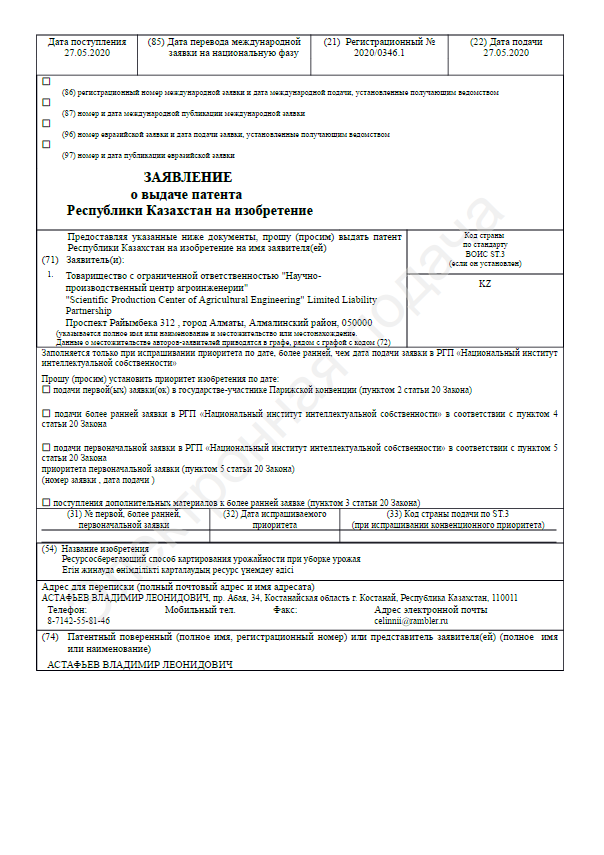 Дата поступления
27.05.2020
(85) Дата перевода международной
заявки на национальную фазу
(21) Регистрационный №
2020/0346.1
(22) Дата подачи
27.05.2020
(86) регистрационный номер международной заявки и дата международной подачи, установленные получающим ведомством
(87) номер и дата международной публикации международной заявки
(96) номер евразийской заявки и дата подачи заявки, установленные получающим ведомством
(97) номер и дата публикации евразийской заявки
ЗАЯВЛЕНИЕ
о выдаче патента
Республики Казахстан на изобретение
Предоставляя указанные ниже документы, прошу (просим) выдать патент
Республики Казахстан на изобретение на имя заявителя(ей)
(71) Заявитель(и):
Код страны
по стандарту
ВОИС ST.3
(если он установлен)
1. Товарищество с ограниченной ответственностью "Научно-
производственный центр агроинженерии"
"Scientific Production Center of Agricultural Engineering" Limited Liability
Partnership
Проспект Райымбека 312 , город Алматы, Алмалинский район, 050000
(указывается полное имя или наименование и местожительство или местонахождение.
Данные о местожительстве авторов-заявителей приводятся в графе, рядом с графой с кодом (72)
KZ
Заполняется только при испрашивании приоритета по дате, более ранней, чем дата подачи заявки в РГП «Национальный институт
интеллектуальной собственности»
Прошу (просим) установить приоритет изобретения по дате:
подачи первой(ых) заявки(ок) в государстве-участнике Парижской конвенции (пунктом 2 статьи 20 Закона)
подачи более ранней заявки в РГП «Национальный институт интеллектуальной собственности» в соответствии с пунктом 4
статьи 20 Закона
подачи первоначальной заявки в РГП «Национальный институт интеллектуальной собственности» в соответствии с пунктом 5
статьи 20 Закона
приоритета первоначальной заявки (пунктом 5 статьи 20 Закона)
(номер заявки , дата подачи )
поступления дополнительных материалов к более ранней заявке (пунктом 3 статьи 20 Закона)
(31) № первой, более ранней,
первоначальной заявки
(32) Дата испрашиваемого
приоритета
(33) Код страны подачи по ST.3
(при испрашивании конвенционного приоритета)
(54) Название изобретения
Ресурсосберегающий способ картирования урожайности при уборке урожая
Егін жинауда өнімділікті карталаудың ресурс үнемдеу әдісі
Адрес для переписки (полный почтовый адрес и имя адресата)
АСТАФЬЕВ ВЛАДИМИР ЛЕОНИДОВИЧ, пр. Абая, 34, Костанайская область г. Костанай, Республика Казахстан, 110011
Телефон: Мобильный тел. Факс: Адрес электронной почты
8-7142-55-81-46 celinnii@rambler.ru
(74) Патентный поверенный (полное имя, регистрационный номер) или представитель заявителя(ей) (полное имя
или наименование)
АСТАФЬЕВ ВЛАДИМИР ЛЕОНИДОВИЧ
Электронная подача